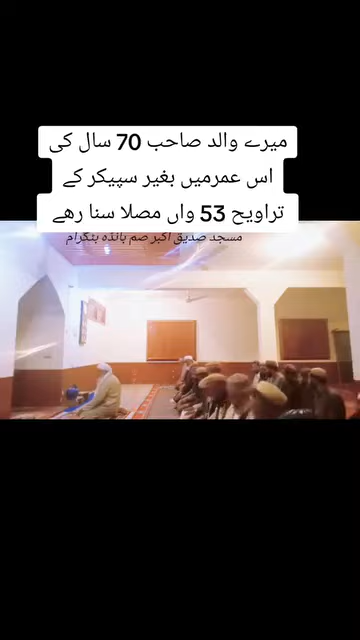 میرے والد صاحب 70 سال کی
اس عمرمیں بغیر سپیکر کے
تراویح 53 واں مصلا سنا رھے
مسجد صدیق اکبر صم بانڈہ بٹگرام